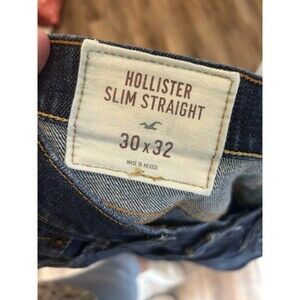 HOLLISTER
SLIM STRAIGHT
30 x 32
MADE IN MEXICO